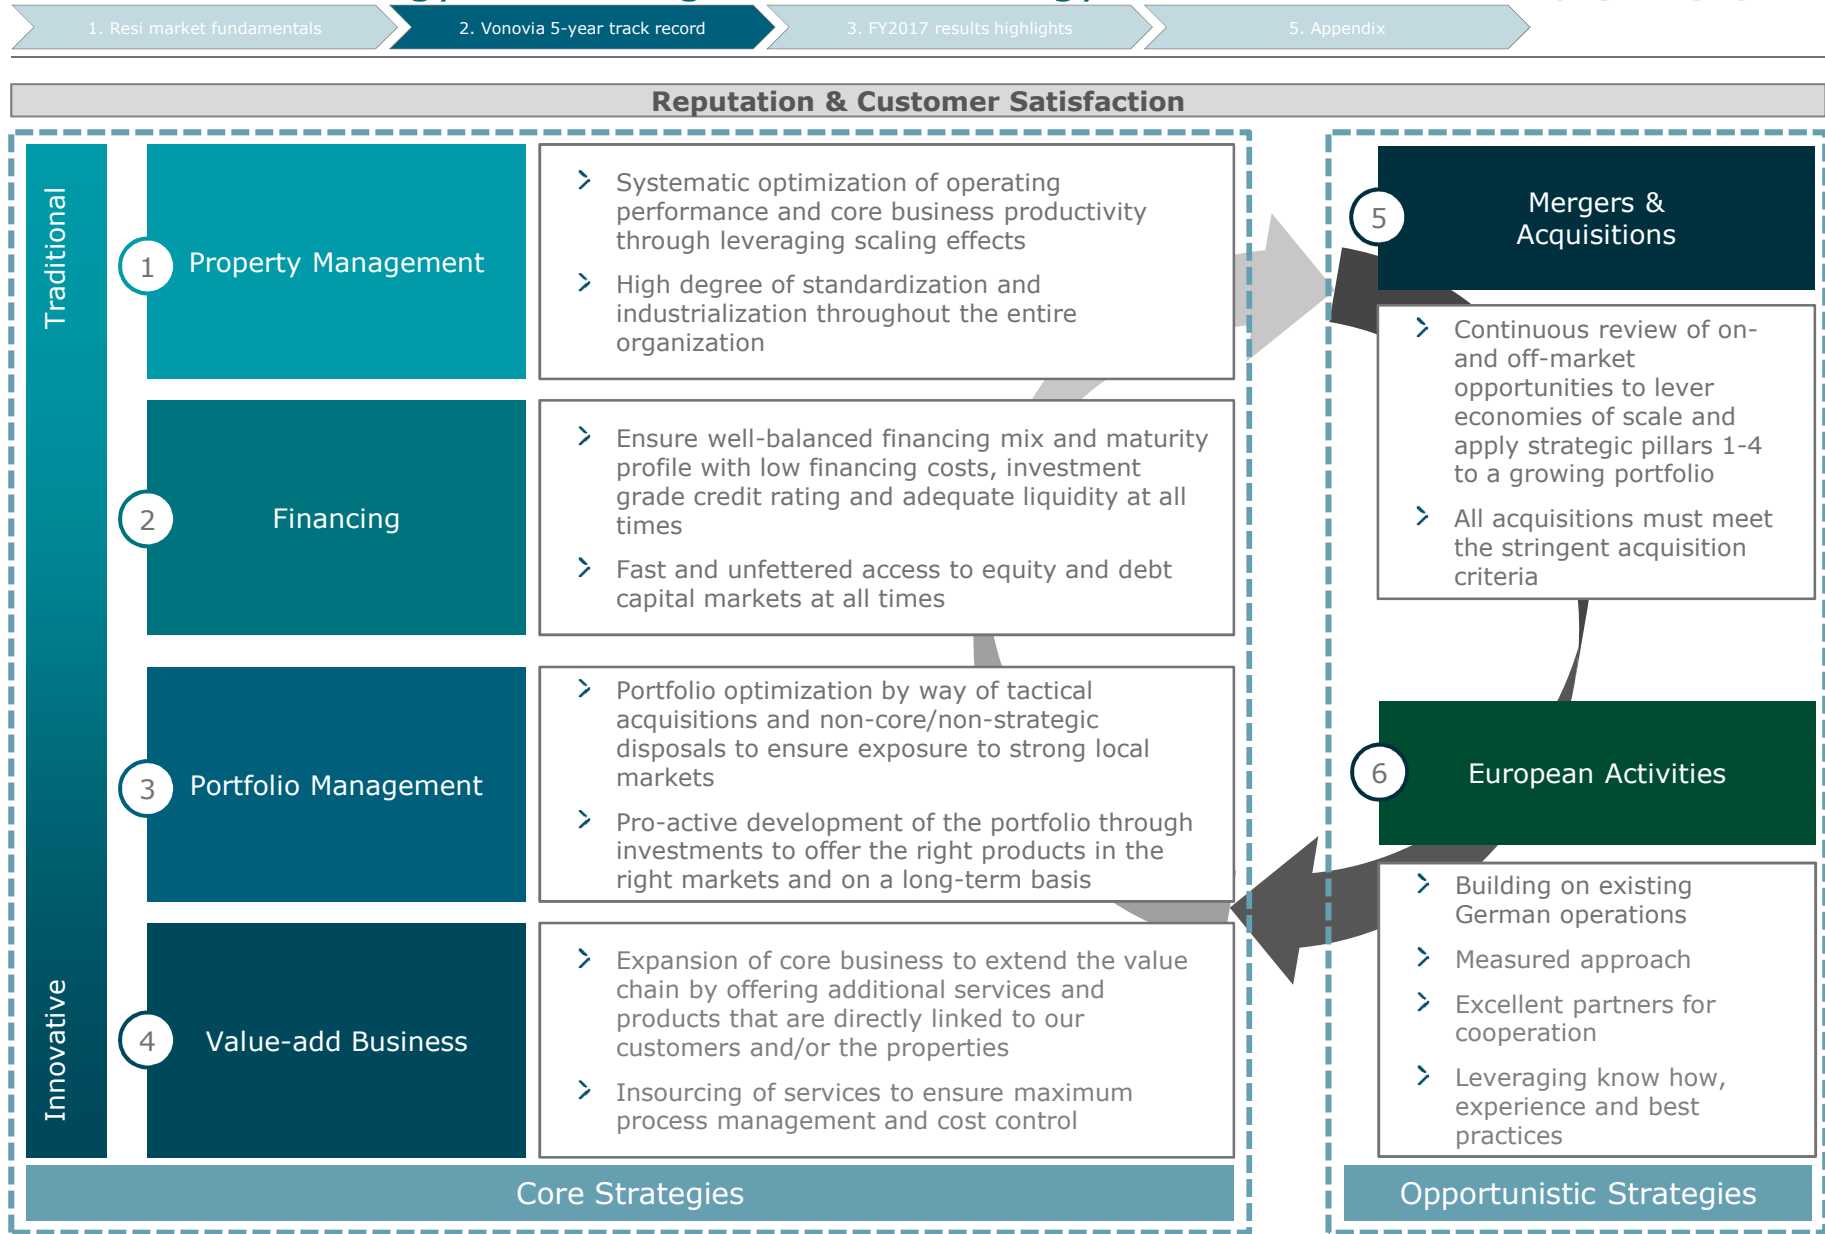 1. Resi market fundamentals
2. Vonovia 5-year track record
3. FY2017 results highlights
5. Appendix
Reputation & Customer Satisfaction
Traditional
Innovative
1
Property Management
Systematic optimization of operating
performance and core business productivity
through leveraging scaling effects
High degree of standardization and
industrialization throughout the entire
organization
2
Financing
Ensure well-balanced financing mix and maturity
profile with low financing costs, investment
grade credit rating and adequate liquidity at all
times
Fast and unfettered access to equity and debt
capital markets at all times
3
Portfolio Management
Portfolio optimization by way of tactical
acquisitions and non-core/non-strategic
disposals to ensure exposure to strong local
markets
Pro-active development of the portfolio through
investments to offer the right products in the
right markets and on a long-term basis
4
Value-add Business
Expansion of core business to extend the value
chain by offering additional services and
products that are directly linked to our
customers and/or the properties
Insourcing of services to ensure maximum
process management and cost control
Core Strategies
5
Mergers &
Acquisitions
Continuous review of on-
and off-market
opportunities to lever
economies of scale and
apply strategic pillars 1-4
to a growing portfolio
All acquisitions must meet
the stringent acquisition
criteria
6
European Activities
Building on existing
German operations
Measured approach
Excellent partners for
cooperation
Leveraging know how,
experience and best
practices
Opportunistic Strategies